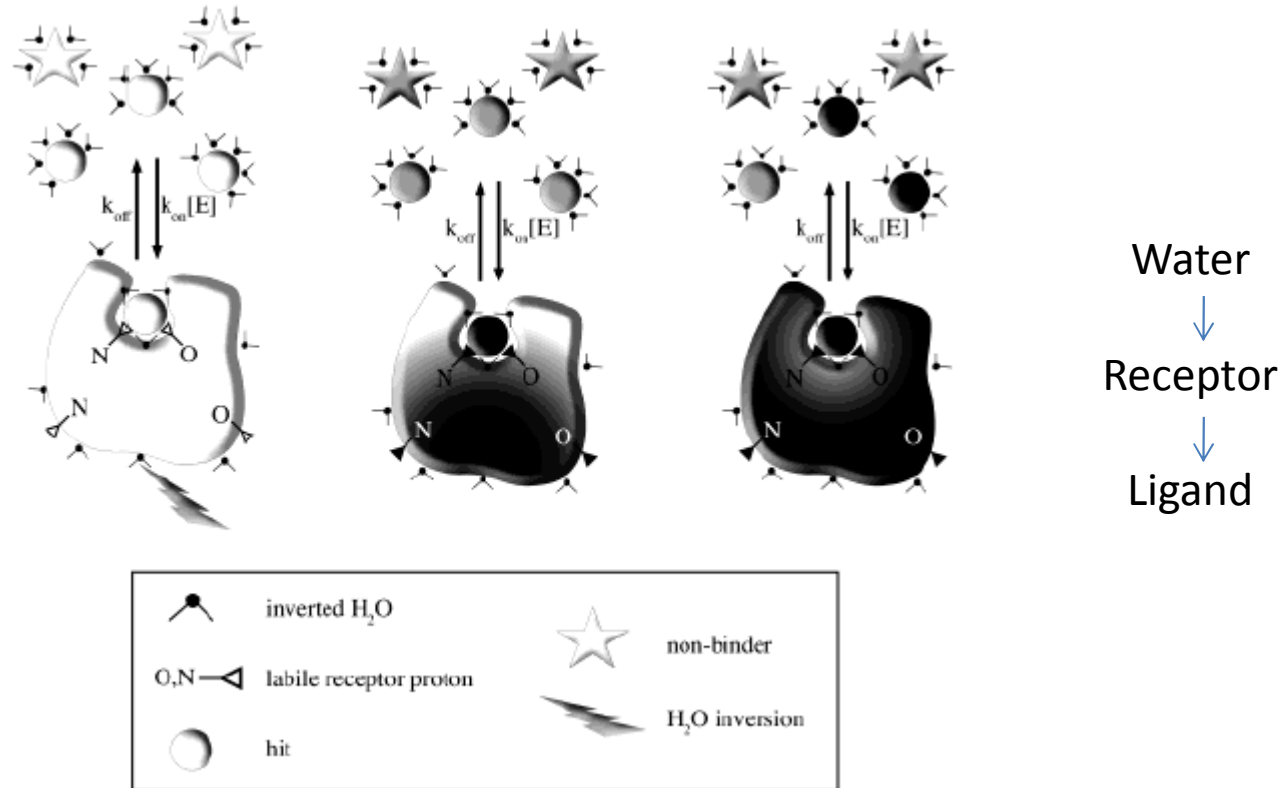 k_off k_on[E]
N O
N O
k_off k_on[E]
N O
N O
k_off k_on[E]
N O
N O
Water
Receptor
Ligand
inverted H₂O
O,N labile receptor proton
hit
non-binder
H₂O inversion